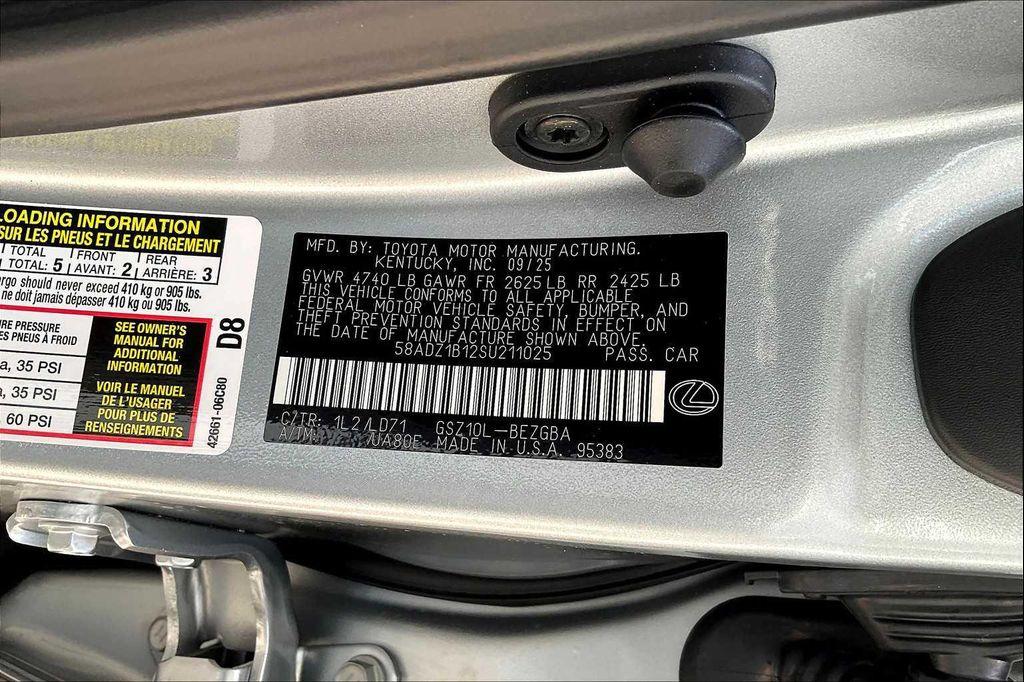 LOADING INFORMATION
SUR LES PNEUS ET LE CHARGEMENT
TOTAL FRONT REAR
TOTAL: 5 AVANT: 2 ARRIÈRE: 3
should never exceed 410 kg or 905 lbs.
ne doit jamais dépasser 410 kg ou 905 lbs.
PRESSURE
PNEUS À FROID
35 PSI
35 PSI
60 PSI
SEE OWNER'S
MANUAL FOR
ADDITIONAL
INFORMATION
VOIR LE MANUEL
DE L'USAGER
POUR PLUS DE
RENSEIGNEMENTS
D8
42661-06C80
MFD. BY: TOYOTA MOTOR MANUFACTURING.
KENTUCKY, INC. 09/25
GVWR 4740 LB GAWR FR 2625 LB RR 2425 LB
THIS VEHICLE CONFORMS TO ALL APPLICABLE
FEDERAL MOTOR VEHICLE SAFETY, BUMPER, AND
THEFT PREVENTION STANDARDS IN EFFECT ON
THE DATE OF MANUFACTURE SHOWN ABOVE.
58ADZ1B12SU211025 PASS. CAR
C/TR: 1L2/LD71 GSZ10L-BEZGBA
A/TM: /UA80E MADE IN U.S.A. 95383